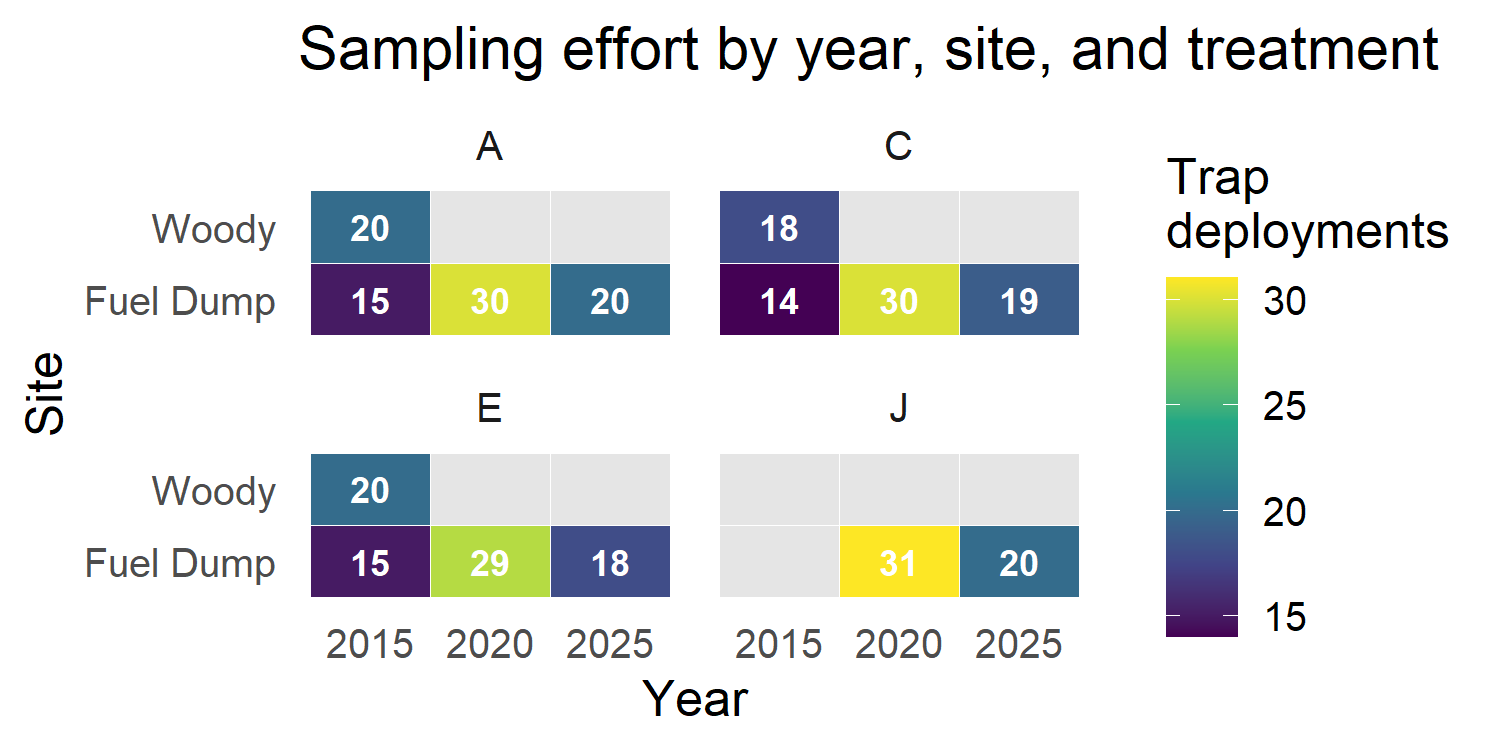 Sampling effort by year, site, and treatment
A C
Woody 20 18
Fuel Dump 15 30 20 14 30 19
E J
Woody 20
Fuel Dump 15 29 18 31 20
2015 2020 2025 2015 2020 2025
Year
Site
Trap
deployments
30
25
20
15